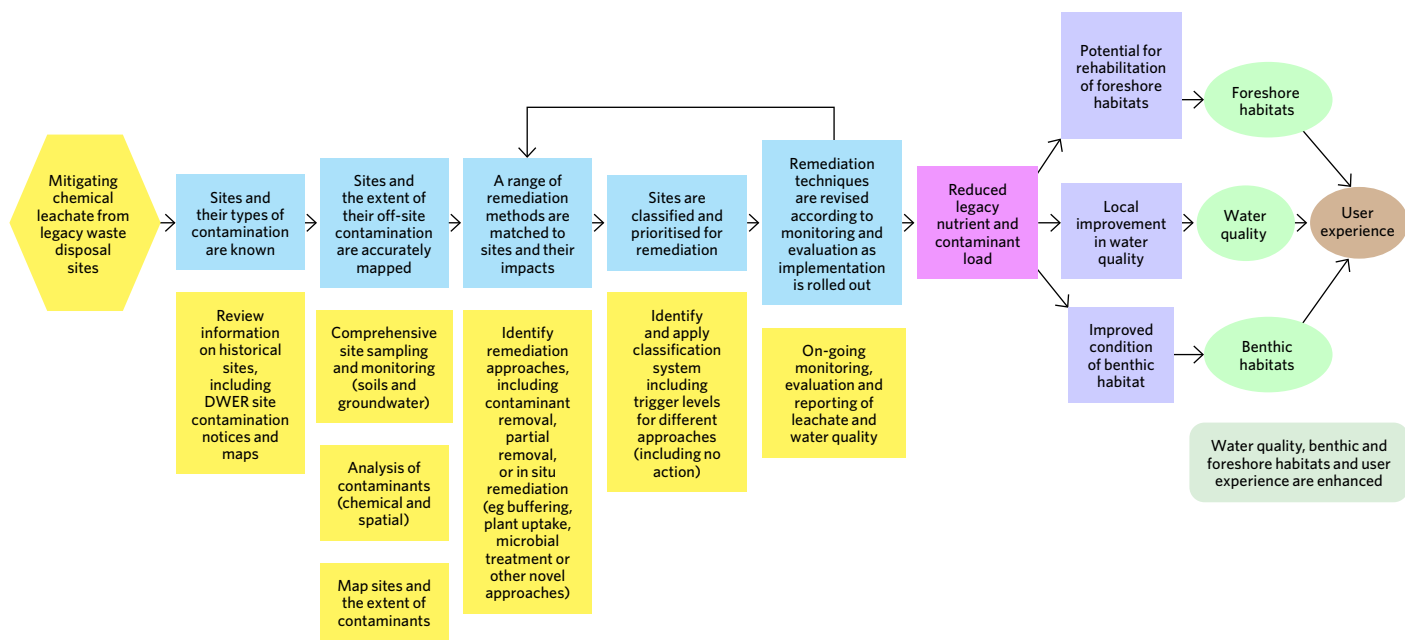 Mitigating
chemical
leachate from
legacy waste
disposal
sites
Sites and
their types of
contamination
are known
Review
information
on historical
sites,
including
DWER site
contamination
notices and
maps
Sites and
the extent of
their off-site
contamination
are accurately
mapped
Comprehensive
site sampling
and monitoring
(soils and
groundwater)
Analysis of
contaminants
(chemical and
spatial)
Map sites and
the extent of
contaminants
A range of
remediation
methods are
matched to
sites and their
impacts
Identify
remediation
approaches,
including
contaminant
removal,
partial
removal,
or in situ
remediation
(eg buffering,
plant uptake,
microbial
treatment or
other novel
approaches)
Sites are
classified and
prioritised for
remediation
Identify
and apply
classification
system
including
trigger levels
for different
approaches
(including no
action)
Remediation
techniques
are revised
according to
monitoring and
evaluation as
implementation
is rolled out
On-going
monitoring,
evaluation and
reporting of
leachate and
water quality
Reduced
legacy
nutrient and
contaminant
load
Potential for
rehabilitation
of foreshore
habitats
Foreshore
habitats
Local
improvement
in water
quality
Water
quality
User
experience
Improved
condition
of benthic
habitat
Benthic
habitats
Water quality, benthic and
foreshore habitats and user
experience are enhanced